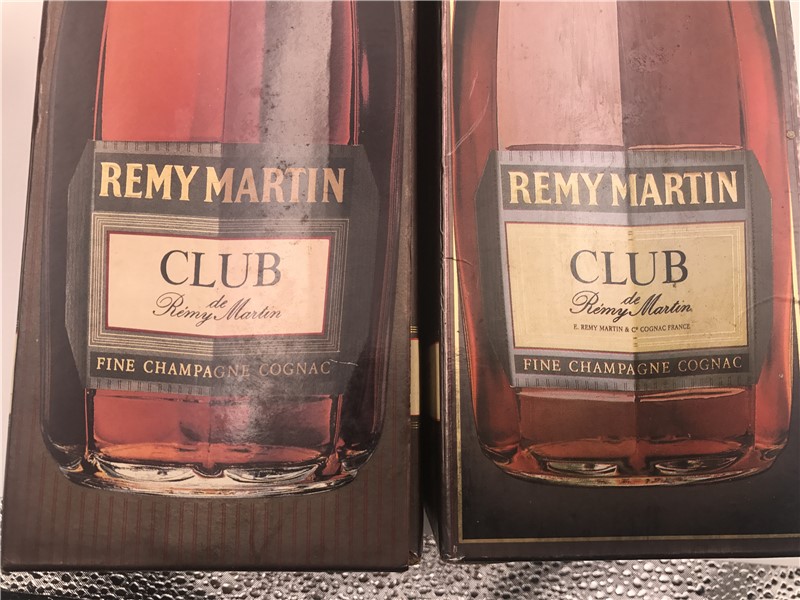 REMY MARTIN
CLUB
de
Rémy Martin
FINE CHAMPAGNE COGNAC
REMY MARTIN
CLUB
de
Rémy Martin
E. REMY MARTIN & Co COGNAC FRANCE
FINE CHAMPAGNE COGNAC